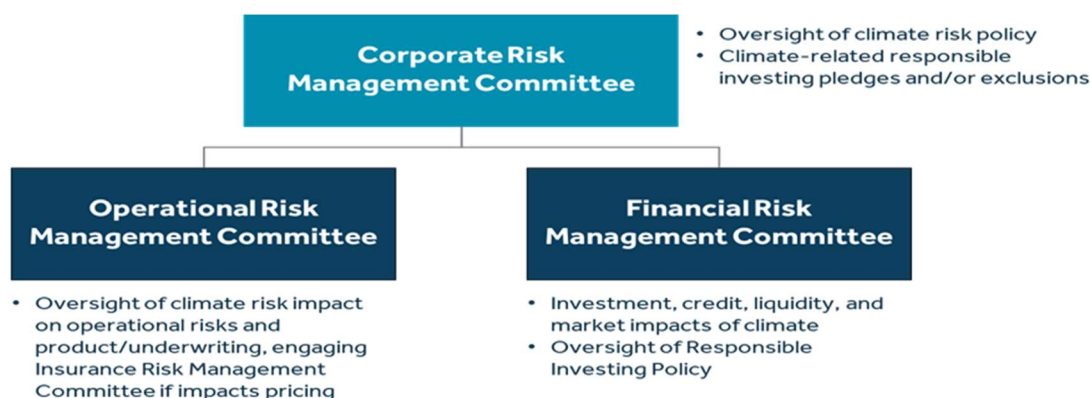 Corporate Risk
Management Committee
• Oversight of climate risk policy
• Climate-related responsible
investing pledges and/or exclusions
Operational Risk
Management Committee
• Oversight of climate risk impact
on operational risks and
product/underwriting, engaging
Insurance Risk Management
Committee if impacts pricing
Financial Risk
Management Committee
• Investment, credit, liquidity, and
market impacts of climate
• Oversight of Responsible
Investing Policy